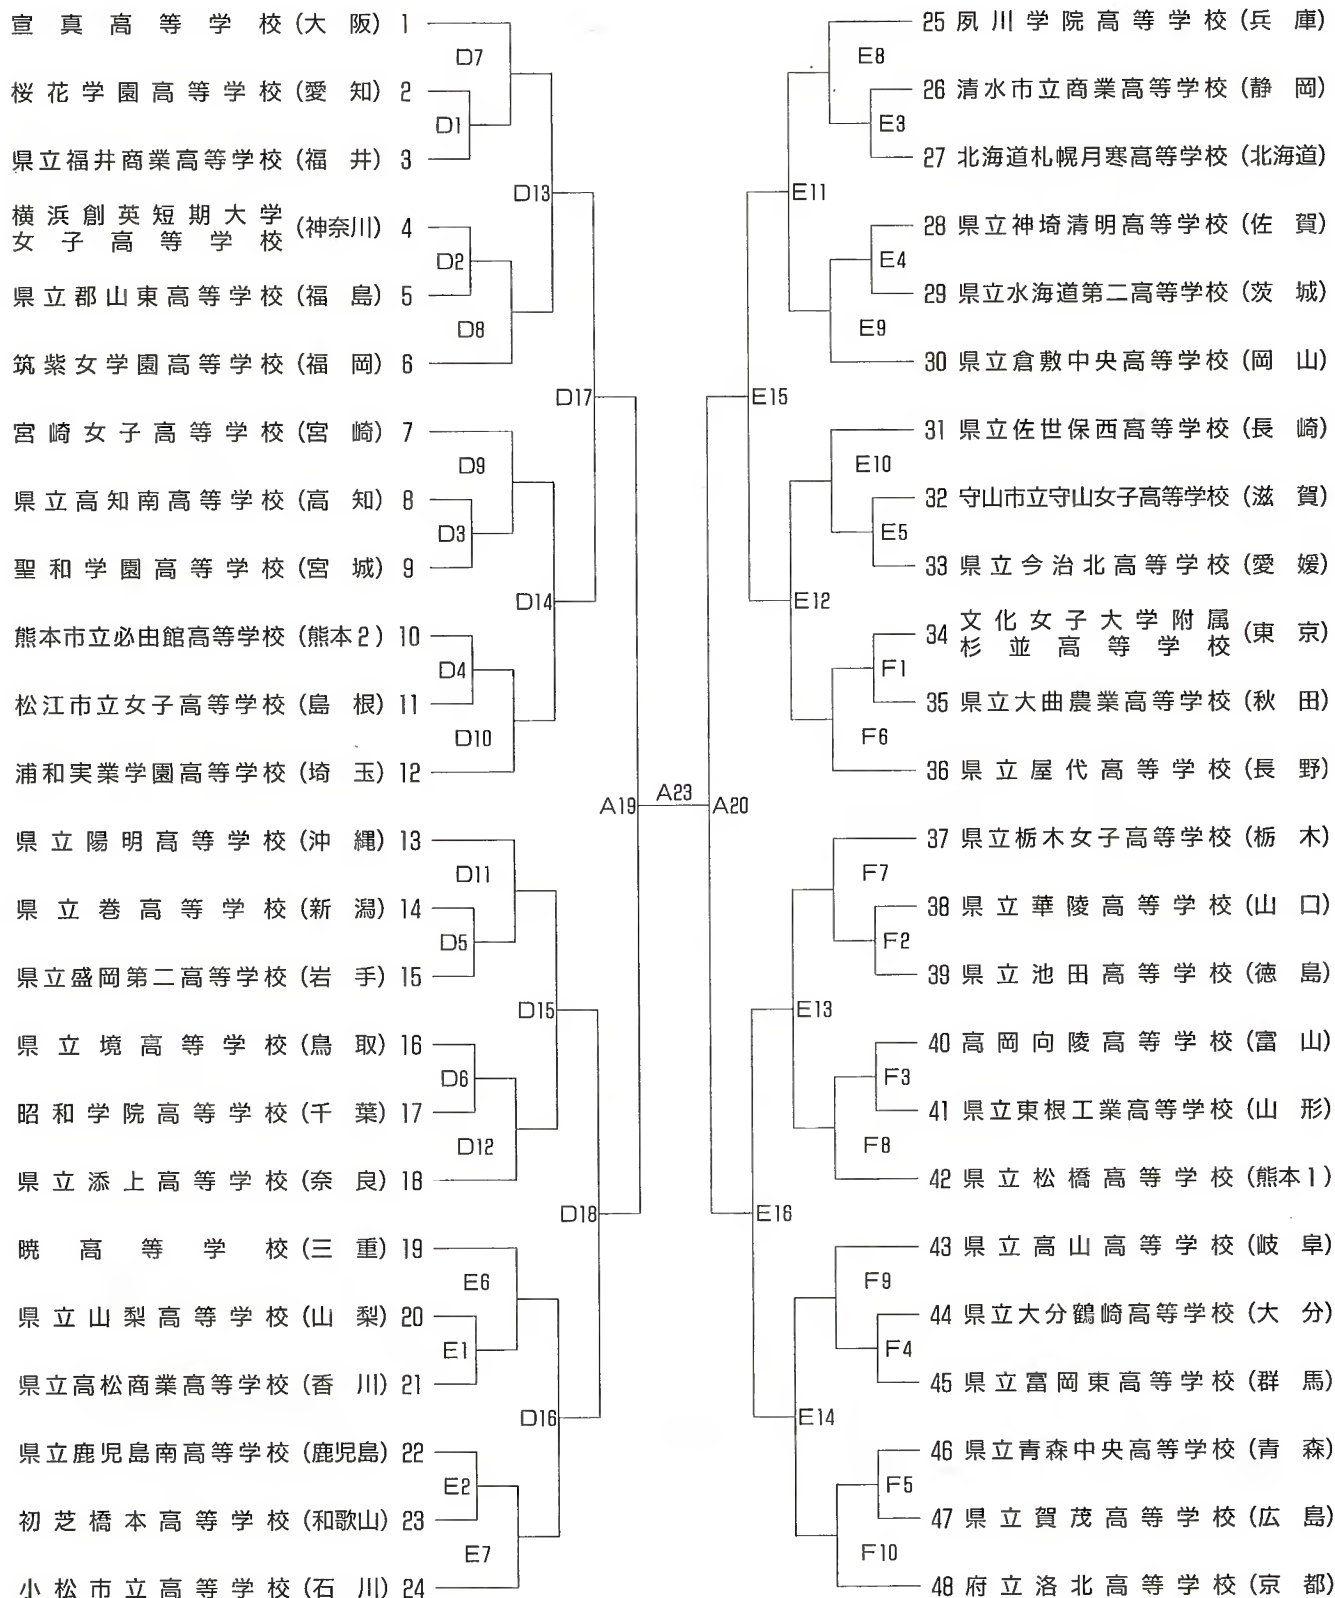 宣真高等学校(大阪) 1
桜花学園高等学校(愛知) 2
県立福井商業高等学校(福井) 3
横浜創英短期大学
女子高等学校
(神奈川) 4
県立郡山東高等学校(福島) 5
筑紫女学園高等学校(福岡) 6
宮崎女子高等学校(宮崎) 7
県立高知南高等学校(高知) 8
聖和学園高等学校(宮城) 9
熊本市立必由館高等学校(熊本2) 10
松江市立女子高等学校(島根) 11
浦和実業学園高等学校(埼玉) 12
県立陽明高等学校(沖縄) 13
県立巻高等学校(新潟) 14
県立盛岡第二高等学校(岩手) 15
県立境高等学校(鳥取) 16
昭和学院高等学校(千葉) 17
県立添上高等学校(奈良) 18
暁高等学校(三重) 19
県立山梨高等学校(山梨) 20
県立高松商業高等学校(香川) 21
県立鹿児島南高等学校(鹿児島) 22
初芝橋本高等学校(和歌山) 23
小松市立高等学校(石川) 24
D7
D1
D13
D2
D8
D17
D9
D3
D14
D4
D10
A19
D11
D5
D15
D6
D12
D18
E6
E1
D16
E2
E7
A23
E8
E3
E11
E4
E9
E15
E10
E5
E12
F1
F6
A20
F7
F2
E13
F3
F8
E16
F9
F4
E14
F5
F10
25 夙川学院高等学校(兵庫)
26 清水市立商業高等学校(静岡)
27 北海道札幌月寒高等学校(北海道)
28 県立神埼清明高等学校(佐賀)
29 県立水海道第二高等学校(茨城)
30 県立倉敷中央高等学校(岡山)
31 県立佐世保西高等学校(長崎)
32 守山市立守山女子高等学校(滋賀)
33 県立今治北高等学校(愛媛)
34 文化女子大学附属
杉並高等学校
(東京)
35 県立大曲農業高等学校(秋田)
36 県立屋代高等学校(長野)
37 県立栃木女子高等学校(栃木)
38 県立華陵高等学校(山口)
39 県立池田高等学校(徳島)
40 高岡向陵高等学校(富山)
41 県立東根工業高等学校(山形)
42 県立松橋高等学校(熊本1)
43 県立高山高等学校(岐阜)
44 県立大分鶴崎高等学校(大分)
45 県立富岡東高等学校(群馬)
46 県立青森中央高等学校(青森)
47 県立賀茂高等学校(広島)
48 府立洛北高等学校(京都)